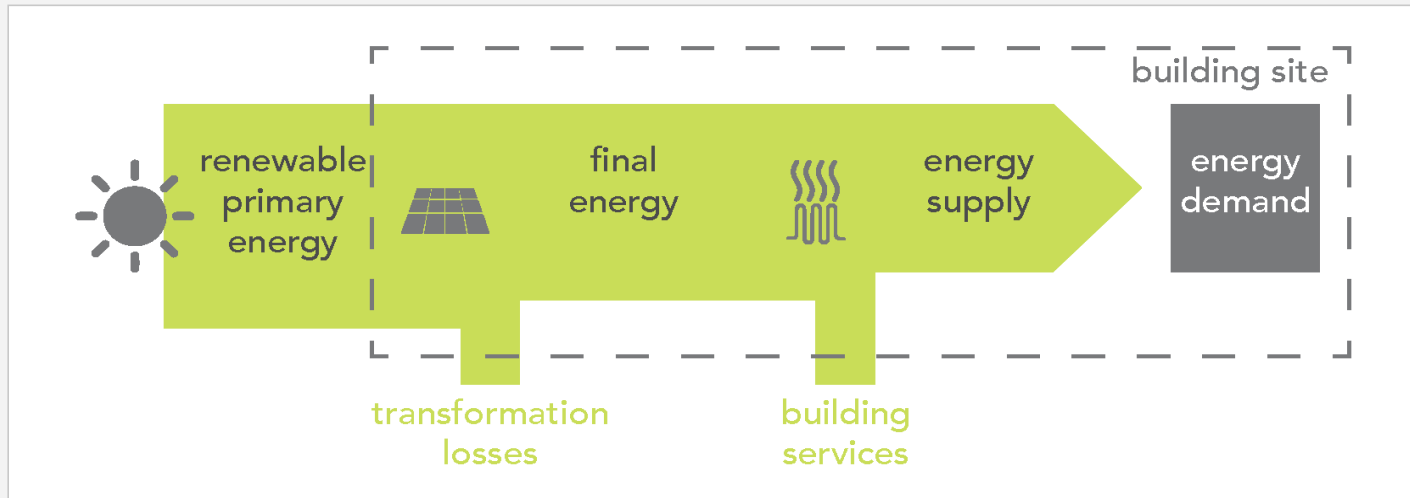 building site
renewable
primary
energy
final
energy
energy
supply
energy
demand
transformation
losses
building
services